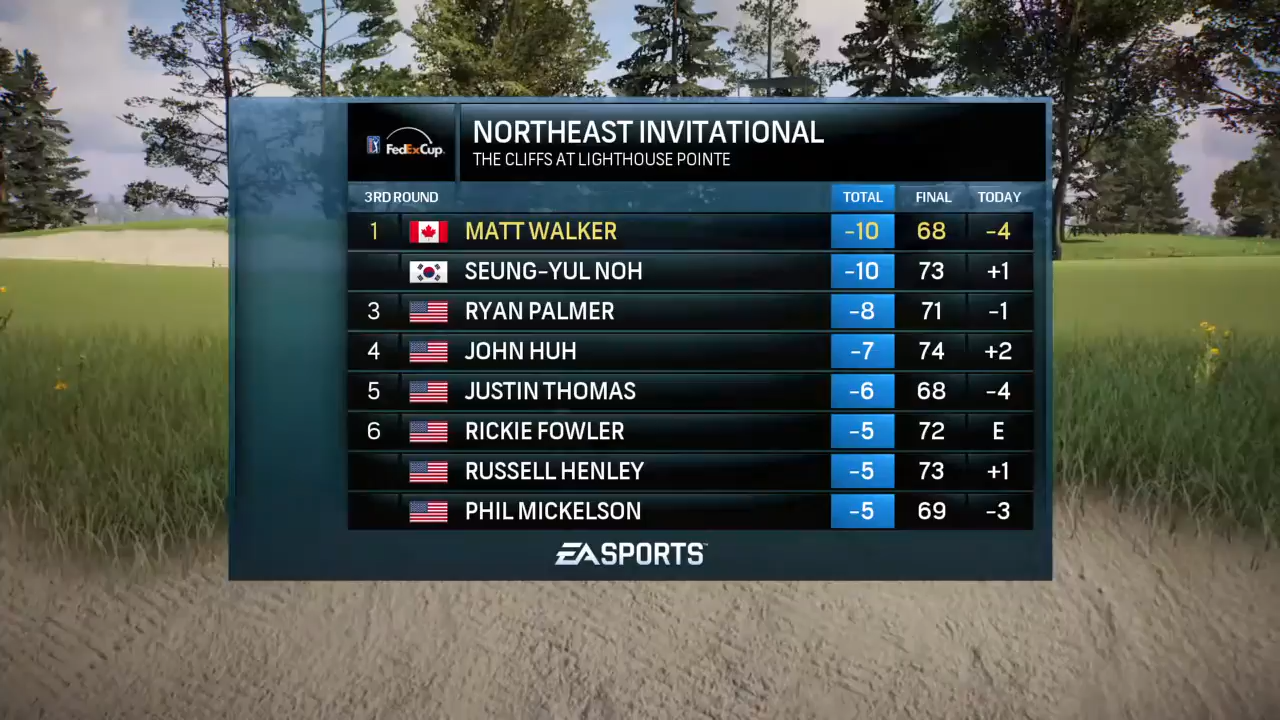 FedExCup.
NORTHEAST INVITATIONAL
THE CLIFFS AT LIGHTHOUSE POINTE
3RD ROUND TOTAL FINAL TODAY
1 MATT WALKER -10 68 -4
SEUNG-YUL NOH -10 73 +1
3 RYAN PALMER -8 71 -1
4 JOHN HUH -7 74 +2
5 JUSTIN THOMAS -6 68 -4
6 RICKIE FOWLER -5 72 E
RUSSELL HENLEY -5 73 +1
PHIL MICKELSON -5 69 -3
EA SPORTS™